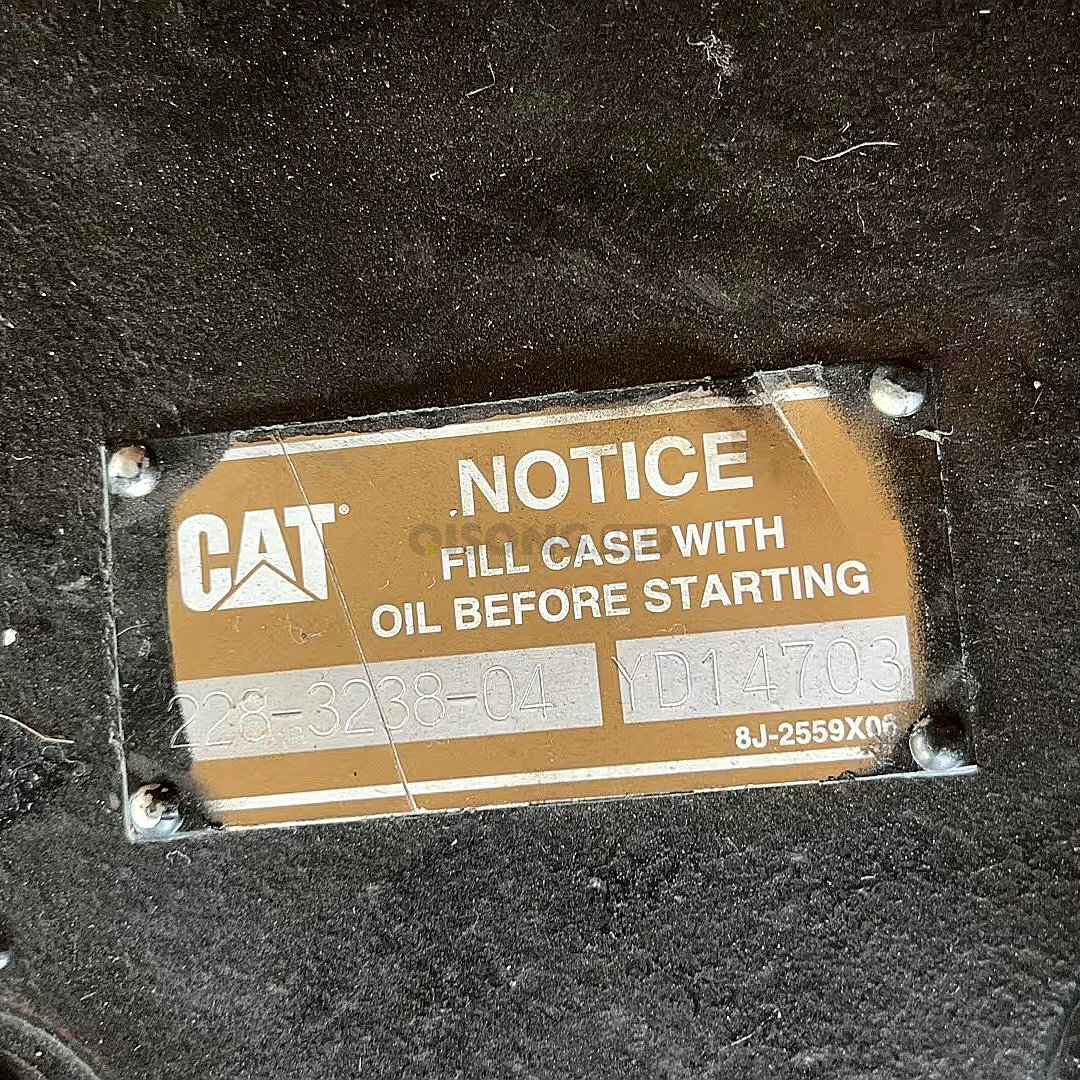 .NOTICE
CAT®
FILL CASE WITH
OIL BEFORE STARTING
228-3238-04 YD14703
8J-2559X06